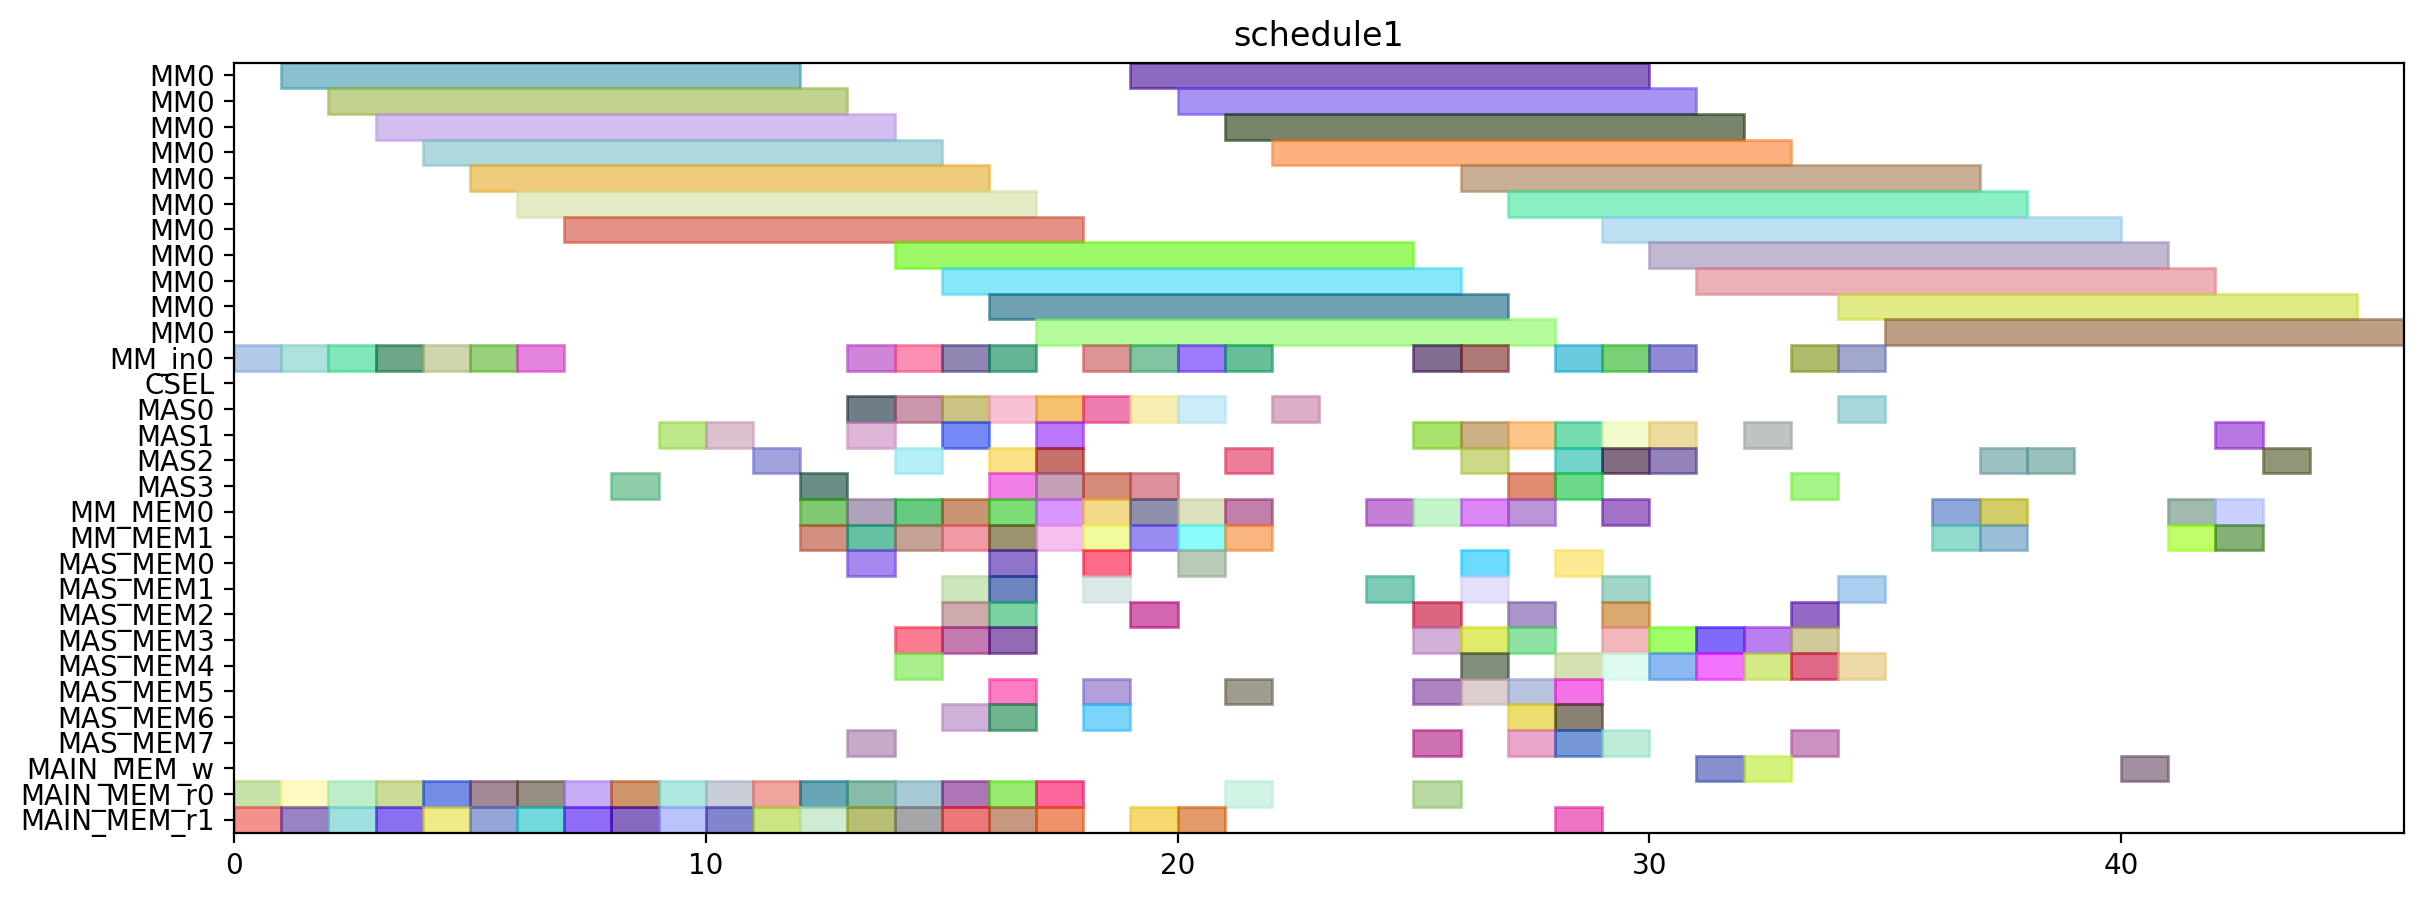 schedule1
MM0
MM0
MM0
MM0
MM0
MM0
MM0
MM0
MM0
MM0
MM0
MM_in0
CSEL
MAS0
MAS1
MAS2
MAS3
MM_MEM0
MM_MEM1
MAS_MEM0
MAS_MEM1
MAS_MEM2
MAS_MEM3
MAS_MEM4
MAS_MEM5
MAS_MEM6
MAS_MEM7
MAIN_MEM_w
MAIN_MEM_r0
MAIN_MEM_r1
0 10 20 30 40